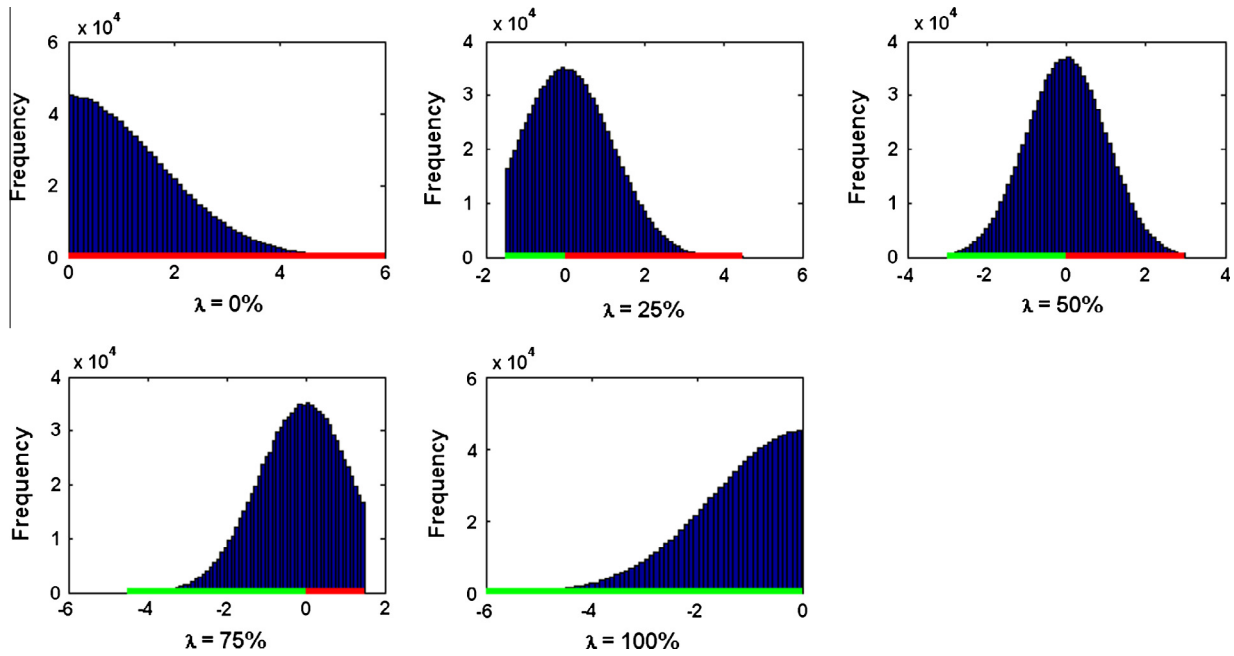 x 10⁴
6
4
2
0
Frequency
0 2 4 6
λ = 0%
x 10⁴
4
3
2
1
0
Frequency
-2 0 2 4 6
λ = 25%
x 10⁴
4
3
2
1
0
Frequency
-4 -2 0 2 4
λ = 50%
x 10⁴
4
3
2
1
0
Frequency
-6 -4 -2 0 2
λ = 75%
x 10⁴
6
4
2
0
Frequency
-6 -4 -2 0
λ = 100%